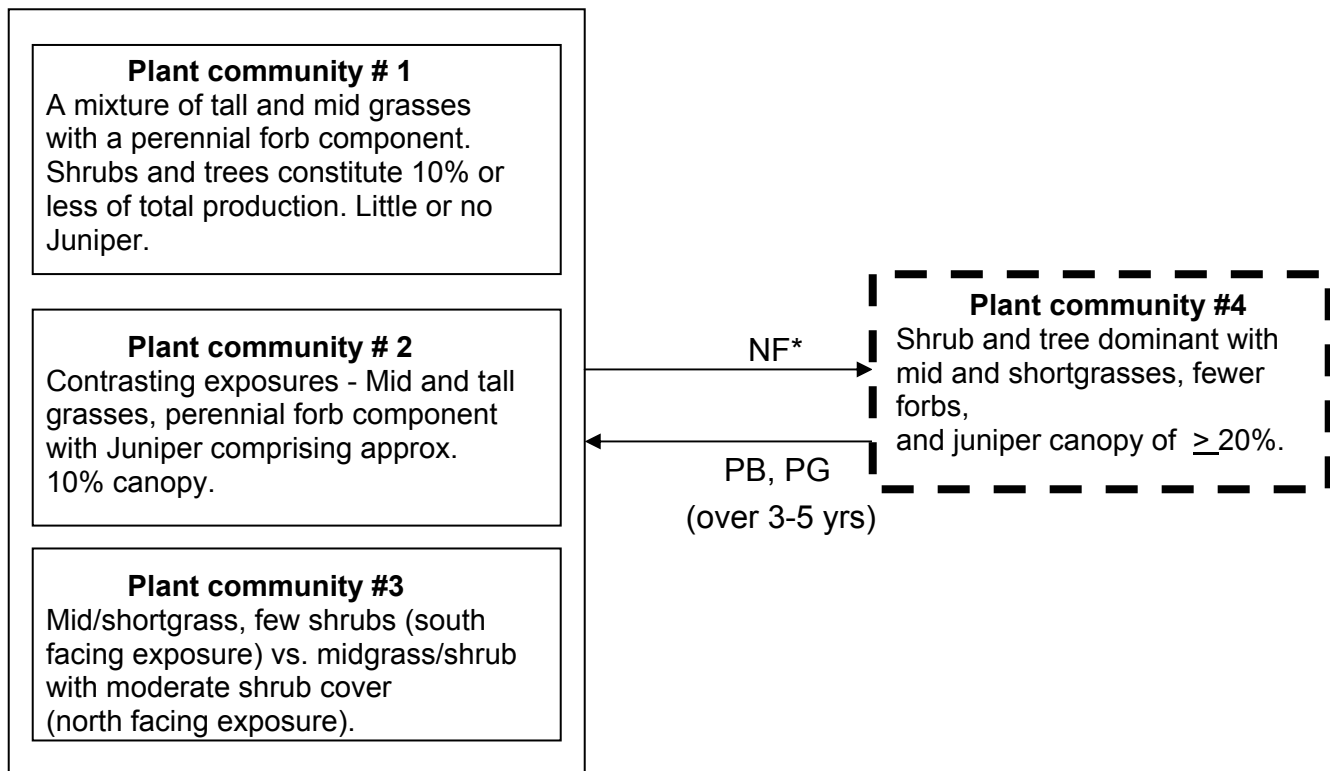 Plant community # 1
A mixture of tall and mid grasses
with a perennial forb component.
Shrubs and trees constitute 10% or
less of total production. Little or no
Juniper.
Plant community # 2
Contrasting exposures - Mid and tall
grasses, perennial forb component
with Juniper comprising approx.
10% canopy.
Plant community #3
Mid/shortgrass, few shrubs (south
facing exposure) vs. midgrass/shrub
with moderate shrub cover
(north facing exposure).
NF*
PB, PG
(over 3-5 yrs)
Plant community #4
Shrub and tree dominant with
mid and shortgrasses, fewer
forbs,
and juniper canopy of > 20%.